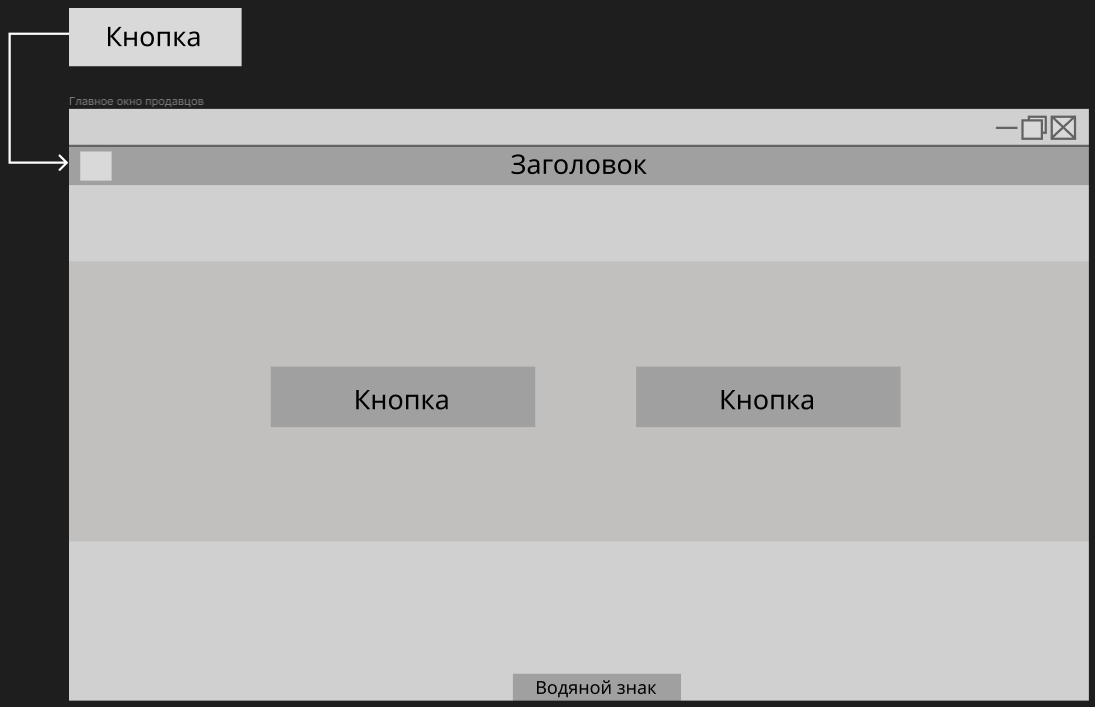 Кнопка
Главное окно продавцов
Заголовок
Кнопка
Кнопка
Водяной знак